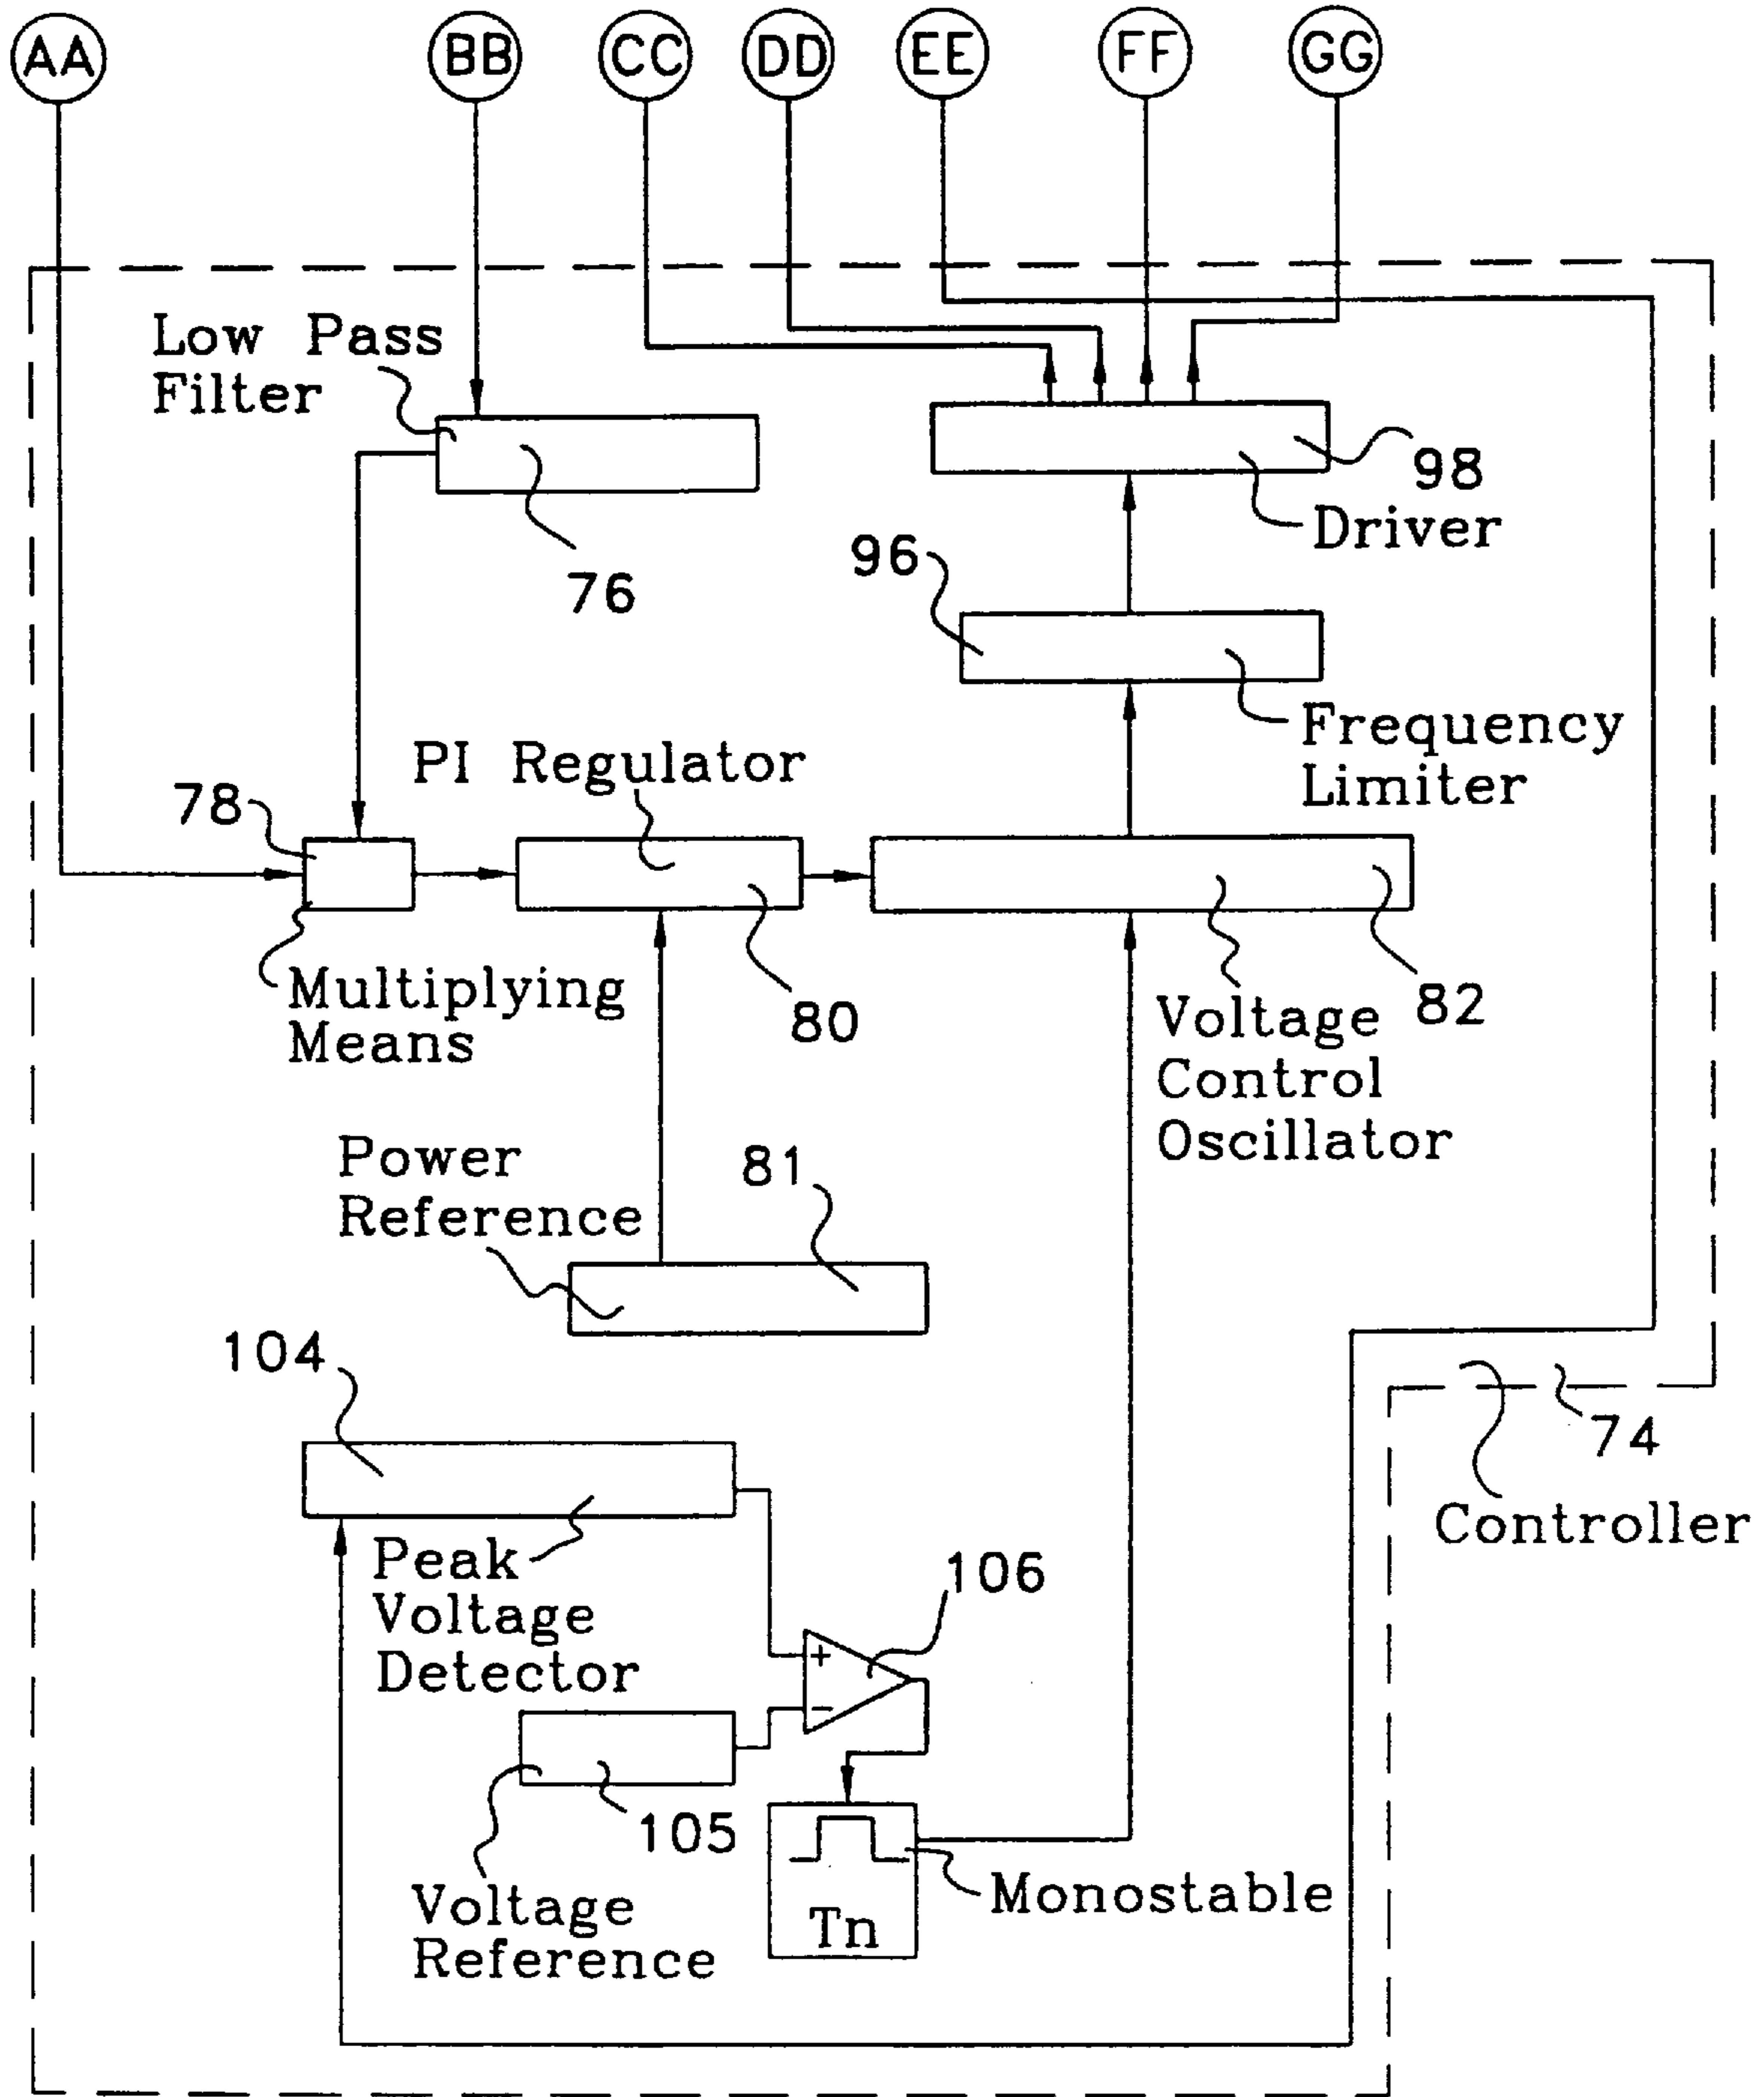 AA
BB
CC
DD
EE
FF
GG
Low Pass
Filter
76
98
Driver
96
Frequency
Limiter
PI Regulator
78
Multiplying
Means
80
82
Voltage
Control
Oscillator
Power
Reference
81
104
74
Controller
Peak
Voltage
Detector
106
+
−
105
Voltage
Reference
Monostable
Tn